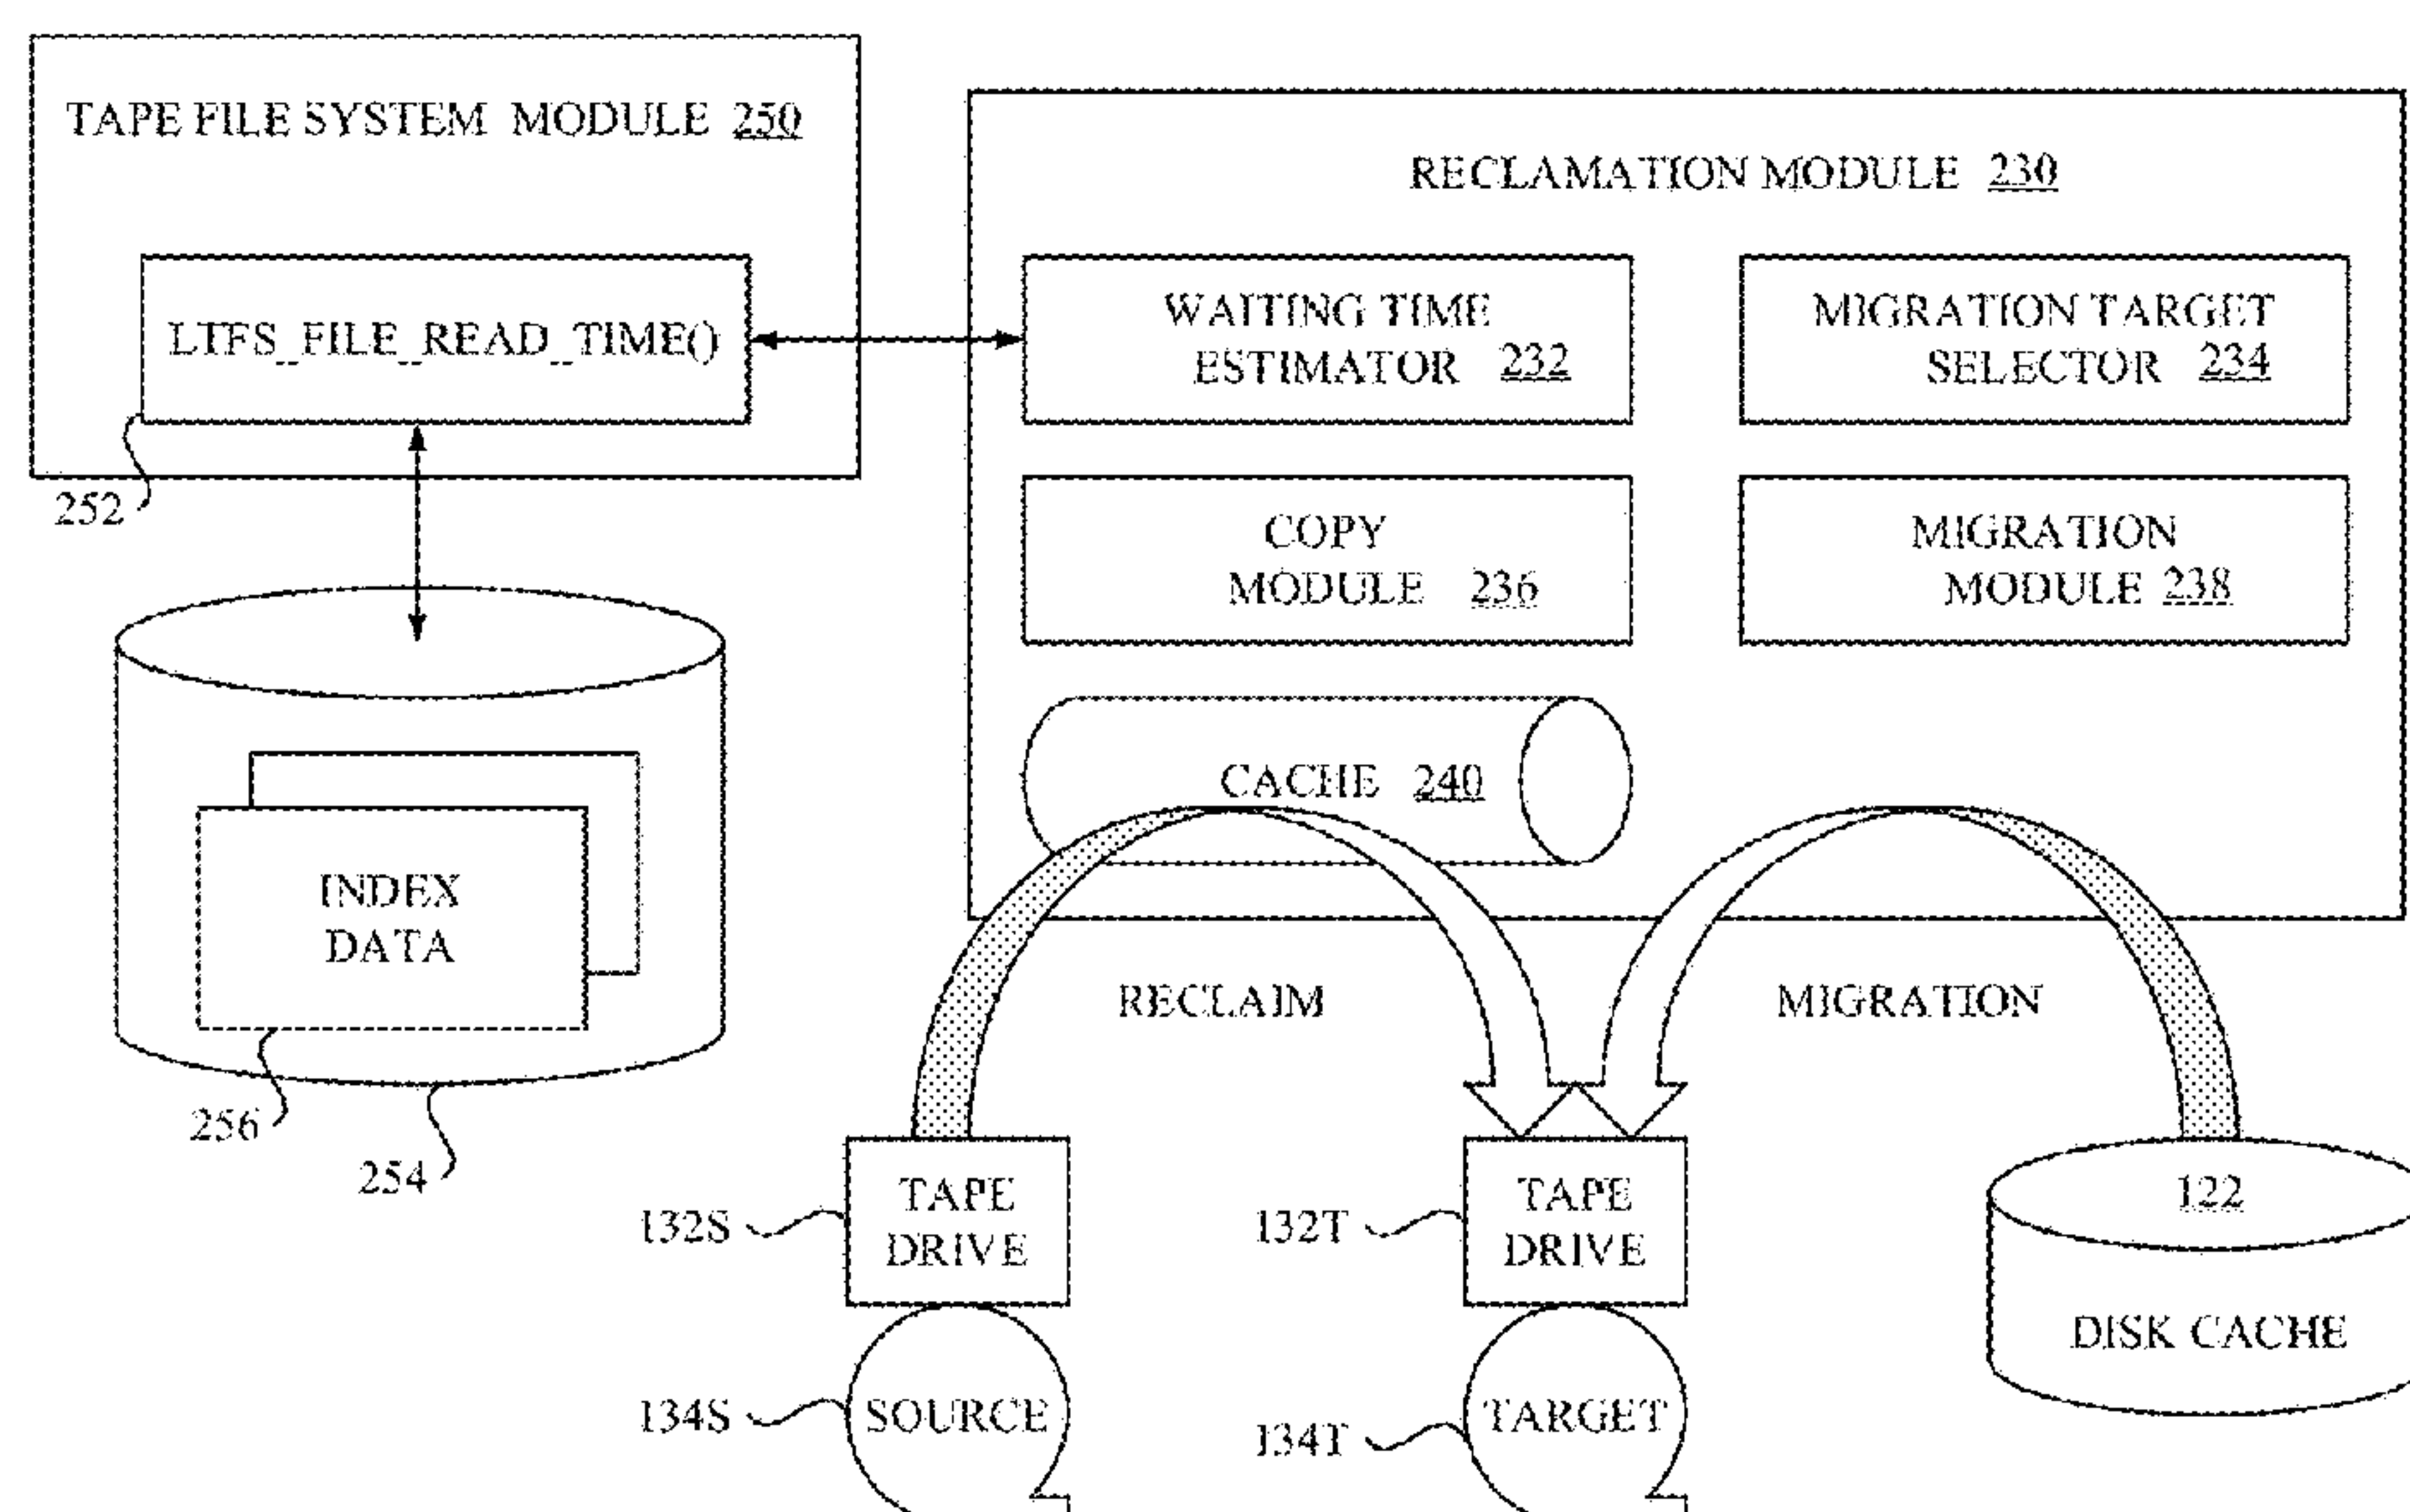 TAPE FILE SYSTEM MODULE 250
LTFS_FILE_READ_TIME()
252
INDEX
DATA
256
254
RECLAMATION MODULE 230
WAITING TIME
ESTIMATOR 232
MIGRATION TARGET
SELECTOR 234
COPY
MODULE 236
MIGRATION
MODULE 238
CACHE 240
RECLAIM
MIGRATION
132S
TAPE
DRIVE
132T
TAPE
DRIVE
122
DISK CACHE
134S
SOURCE
134T
TARGET